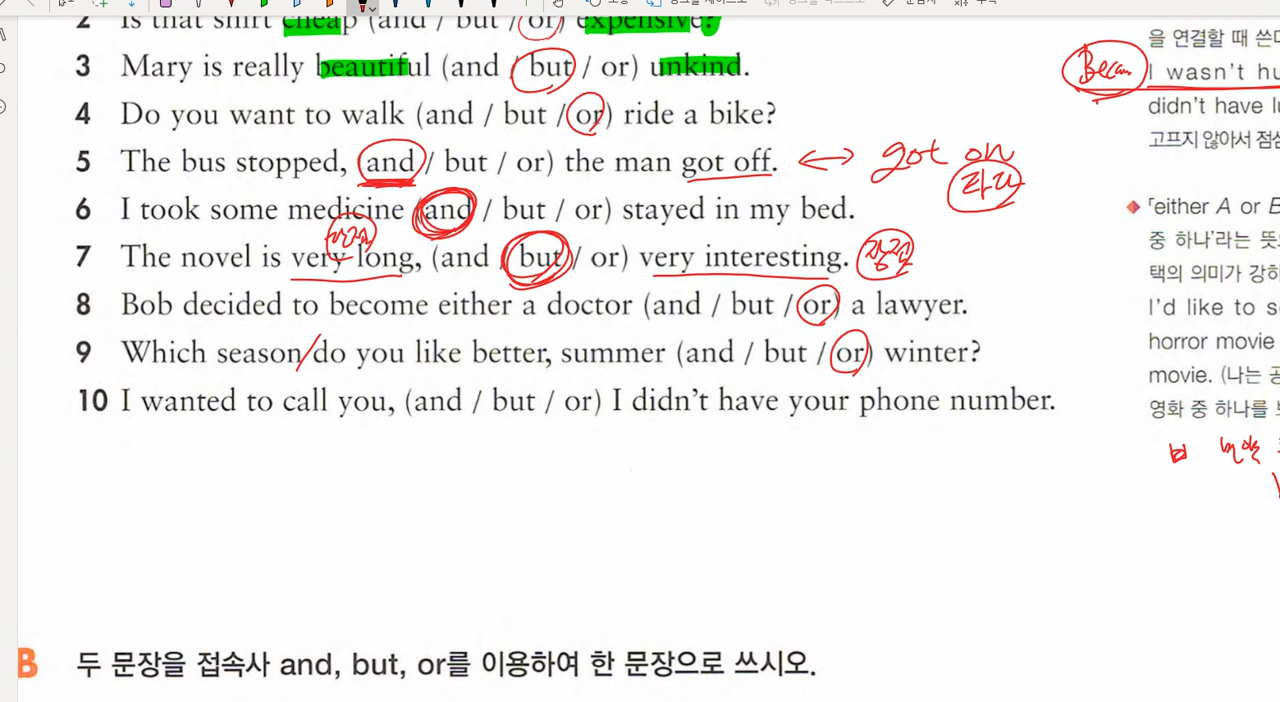 2 Is that shirt cheap (and / but / or) expensive?
3 Mary is really beautiful (and / but / or) unkind.
4 Do you want to walk (and / but / or) ride a bike?
5 The bus stopped, (and / but / or) the man got off. ↔ got on
6 I took some medicine (and / but / or) stayed in my bed.
7 The novel is very long, (and / but / or) very interesting. 장점
8 Bob decided to become either a doctor (and / but / or) a lawyer.
9 Which season/do you like better, summer (and / but / or) winter?
10 I wanted to call you, (and / but / or) I didn't have your phone number.
B 두 문장을 접속사 and, but, or를 이용하여 한 문장으로 쓰시오.
을 연결할 때 쓴
I wasn't hu
didn't have l
고프지 않아서 점심
「either A or B
중 하나'라는 뜻
택의 의미가 강하
I'd like to s
horror movie
movie. (나는 공
영화 중 하나를